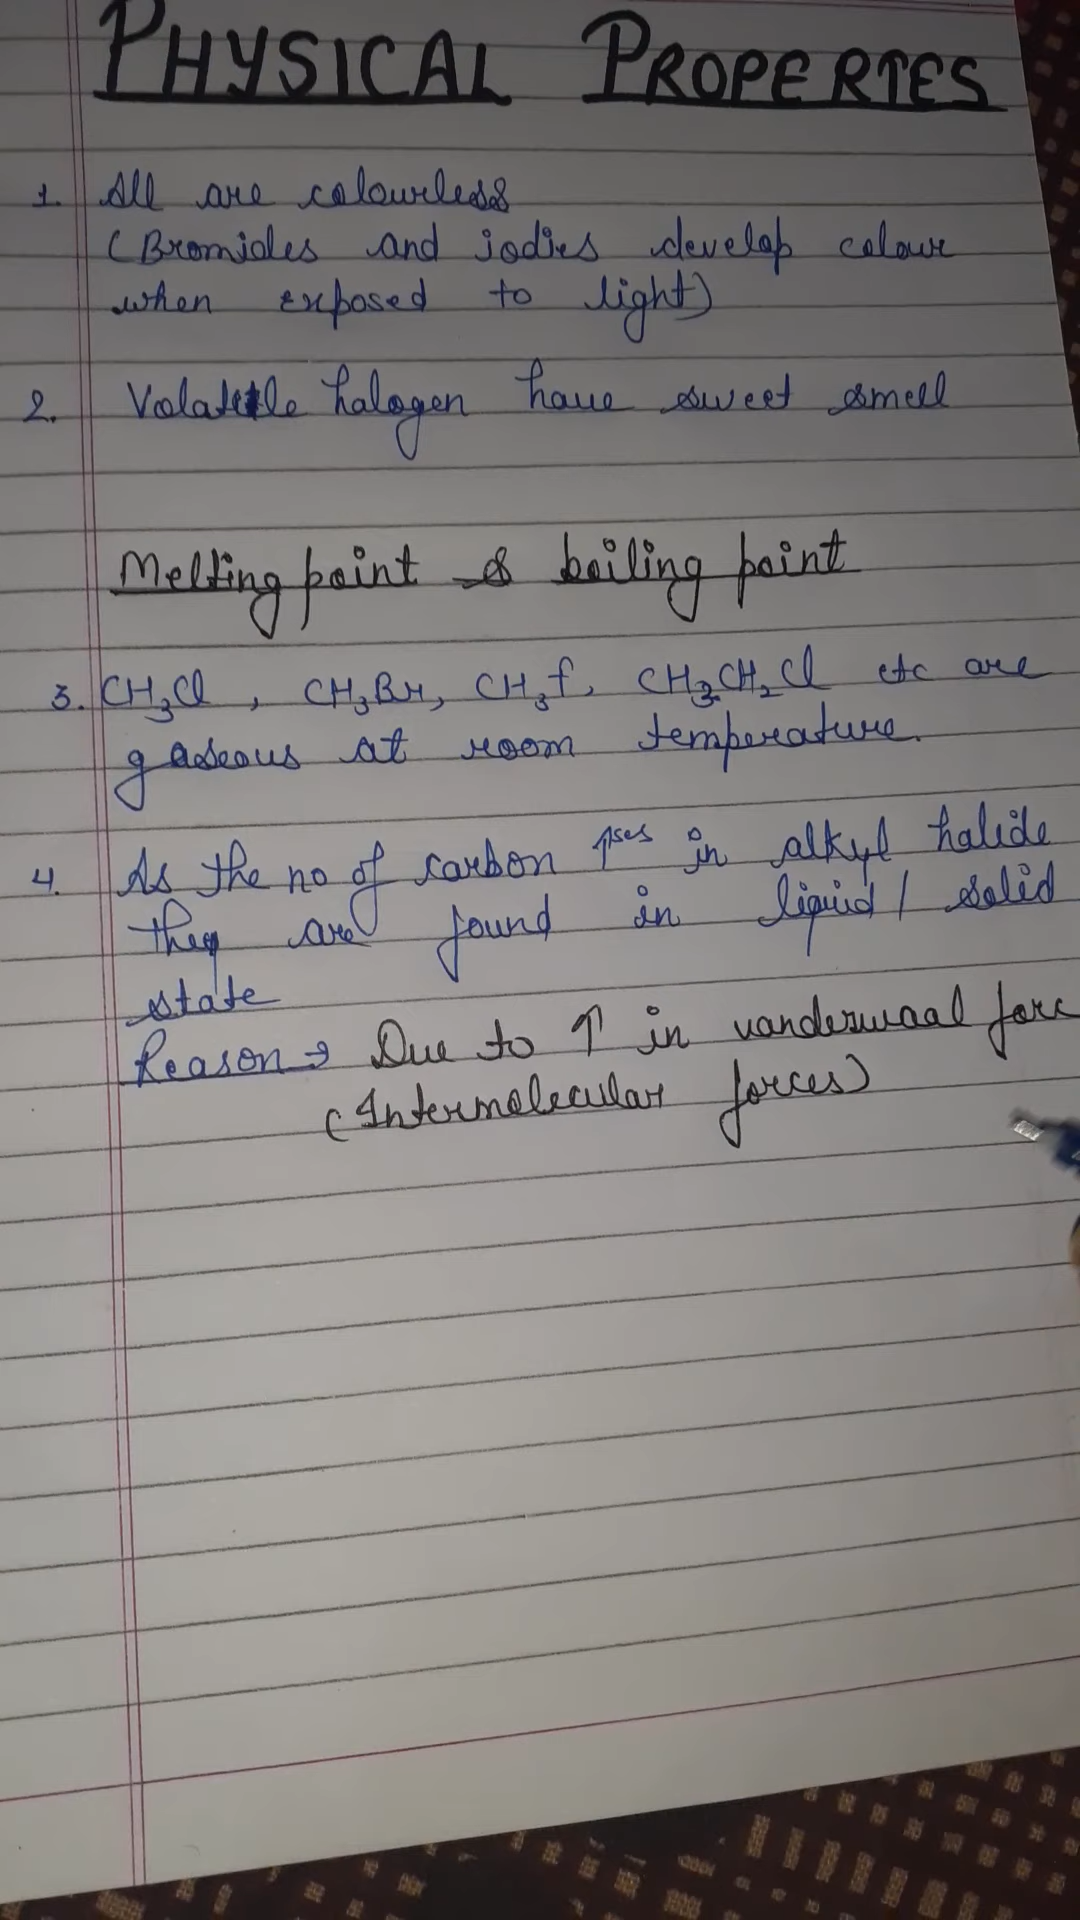 PHYSICAL PROPERTIES
1. All are colourless
(Bromides and iodies develop colour
when exposed to light)
2. Volatile halogen have sweet smell
Melting point & boiling point
3. CH₃Cl, CH₃Br, CH₃f, CH₃CH₂Cl etc are
gaseous at room temperature.
4. As the no of carbon ↑ses in alkyl halide
they are found in liquid / solid
state
Reason → Due to ↑ in vanderwaal forc
(Intermolecular forces)